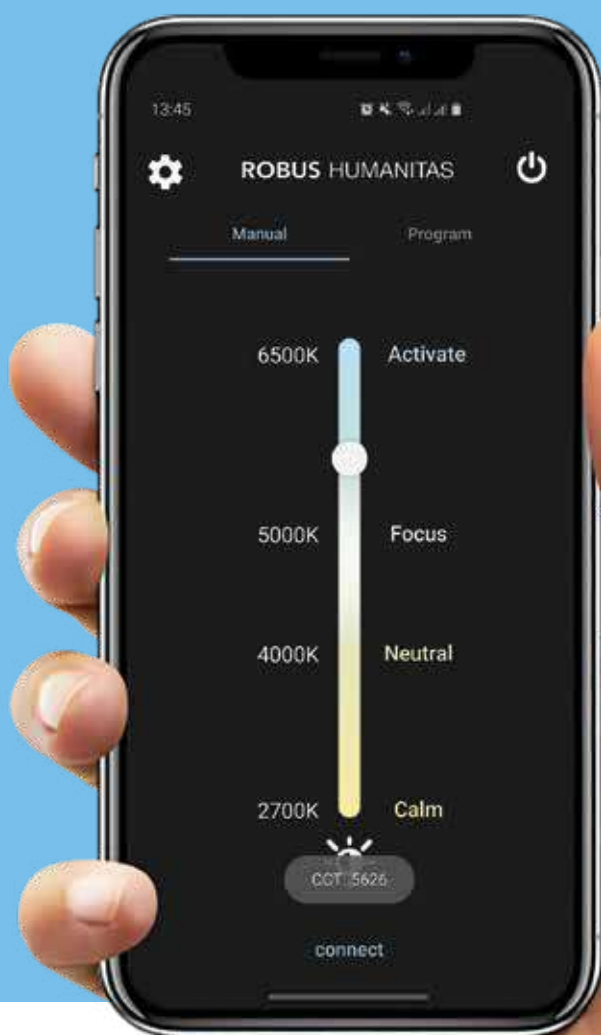 13:45
ROBUS HUMANITAS
Manual Program
6500K Activate
5000K Focus
4000K Neutral
2700K Calm
CCT: 5626
connect